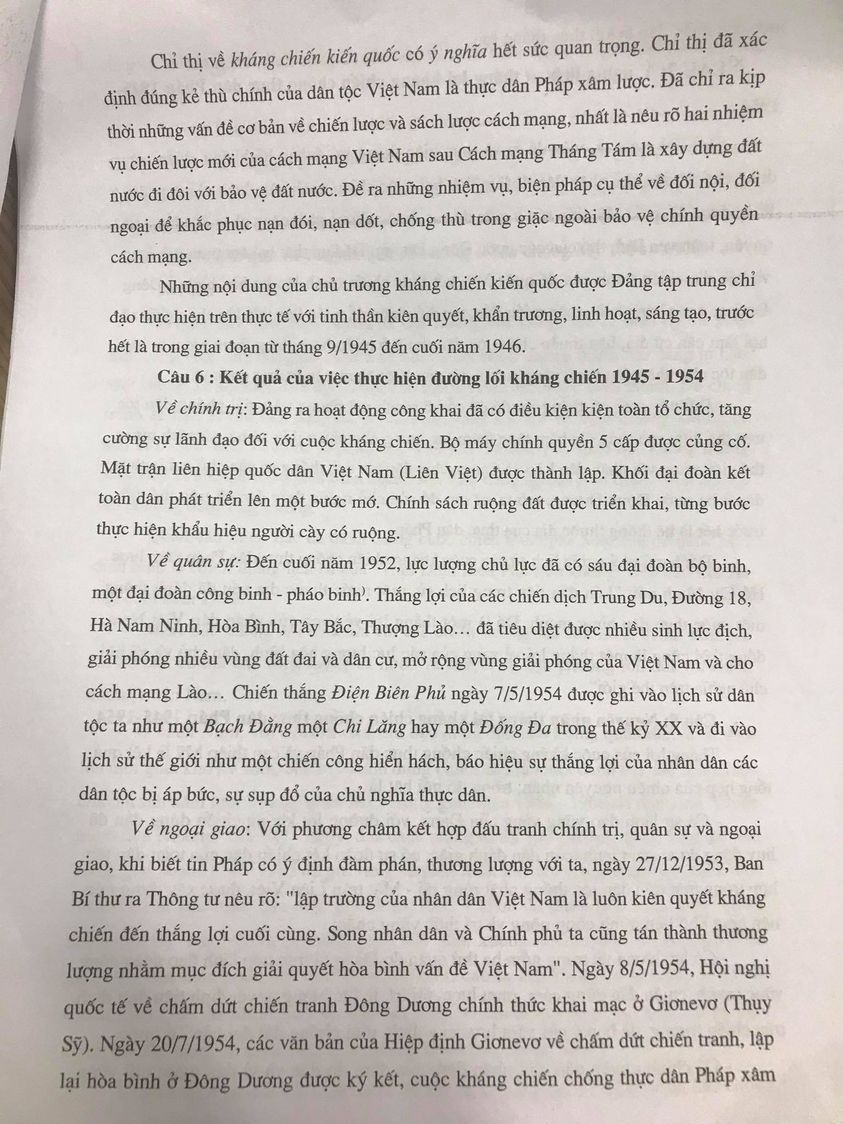 Chỉ thị về kháng chiến kiến quốc có ý nghĩa hết sức quan trọng. Chỉ thị đã xác
định đúng kẻ thù chính của dân tộc Việt Nam là thực dân Pháp xâm lược. Đã chỉ ra kịp
thời những vấn đề cơ bản về chiến lược và sách lược cách mạng, nhất là nêu rõ hai nhiệm
vụ chiến lược mới của cách mạng Việt Nam sau Cách mạng Tháng Tám là xây dựng đất
nước đi đôi với bảo vệ đất nước. Đề ra những nhiệm vụ, biện pháp cụ thể về đối nội, đối
ngoại để khắc phục nạn đói, nạn dốt, chống thù trong giặc ngoài bảo vệ chính quyền
cách mạng.
Những nội dung của chủ trương kháng chiến kiến quốc được Đảng tập trung chỉ
đạo thực hiện trên thực tế với tinh thần kiên quyết, khẩn trương, linh hoạt, sáng tạo, trước
hết là trong giai đoạn từ tháng 9/1945 đến cuối năm 1946.
Câu 6 : Kết quả của việc thực hiện đường lối kháng chiến 1945 - 1954
Về chính trị: Đảng ra hoạt động công khai đã có điều kiện kiện toàn tổ chức, tăng
cường sự lãnh đạo đối với cuộc kháng chiến. Bộ máy chính quyền 5 cấp được củng cố.
Mặt trận liên hiệp quốc dân Việt Nam (Liên Việt) được thành lập. Khối đại đoàn kết
toàn dân phát triển lên một bước mớ. Chính sách ruộng đất được triển khai, từng bước
thực hiện khẩu hiệu người cày có ruộng.
Về quân sự: Đến cuối năm 1952, lực lượng chủ lực đã có sáu đại đoàn bộ binh,
một đại đoàn công binh - pháo binh⁾. Thắng lợi của các chiến dịch Trung Du, Đường 18,
Hà Nam Ninh, Hòa Bình, Tây Bắc, Thượng Lào... đã tiêu diệt được nhiều sinh lực địch,
giải phóng nhiều vùng đất đai và dân cư, mở rộng vùng giải phóng của Việt Nam và cho
cách mạng Lào... Chiến thắng Điện Biên Phủ ngày 7/5/1954 được ghi vào lịch sử dân
tộc ta như một Bạch Đằng một Chi Lăng hay một Đống Đa trong thế kỷ XX và đi vào
lịch sử thế giới như một chiến công hiển hách, báo hiệu sự thắng lợi của nhân dân các
dân tộc bị áp bức, sự sụp đổ của chủ nghĩa thực dân.
Về ngoại giao: Với phương châm kết hợp đấu tranh chính trị, quân sự và ngoại
giao, khi biết tin Pháp có ý định đàm phán, thương lượng với ta, ngày 27/12/1953, Ban
Bí thư ra Thông tư nêu rõ: "lập trường của nhân dân Việt Nam là luôn kiên quyết kháng
chiến đến thắng lợi cuối cùng. Song nhân dân và Chính phủ ta cũng tán thành thương
lượng nhằm mục đích giải quyết hòa bình vấn đề Việt Nam". Ngày 8/5/1954, Hội nghị
quốc tế về chấm dứt chiến tranh Đông Dương chính thức khai mạc ở Giơnevơ (Thụy
Sỹ). Ngày 20/7/1954, các văn bản của Hiệp định Giơnevơ về chấm dứt chiến tranh, lập
lại hòa bình ở Đông Dương được ký kết, cuộc kháng chiến chống thực dân Pháp xâm